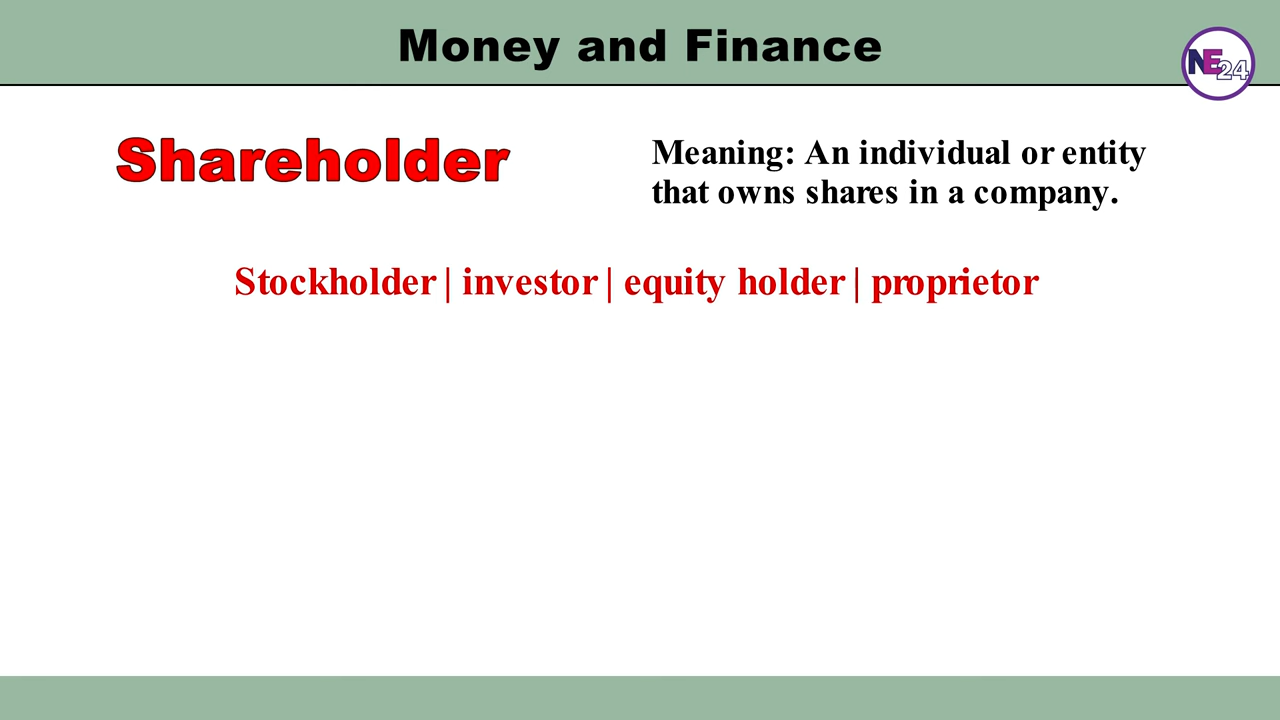 Money and Finance
NE24
Shareholder
Meaning: An individual or entity
that owns shares in a company.
Stockholder | investor | equity holder | proprietor